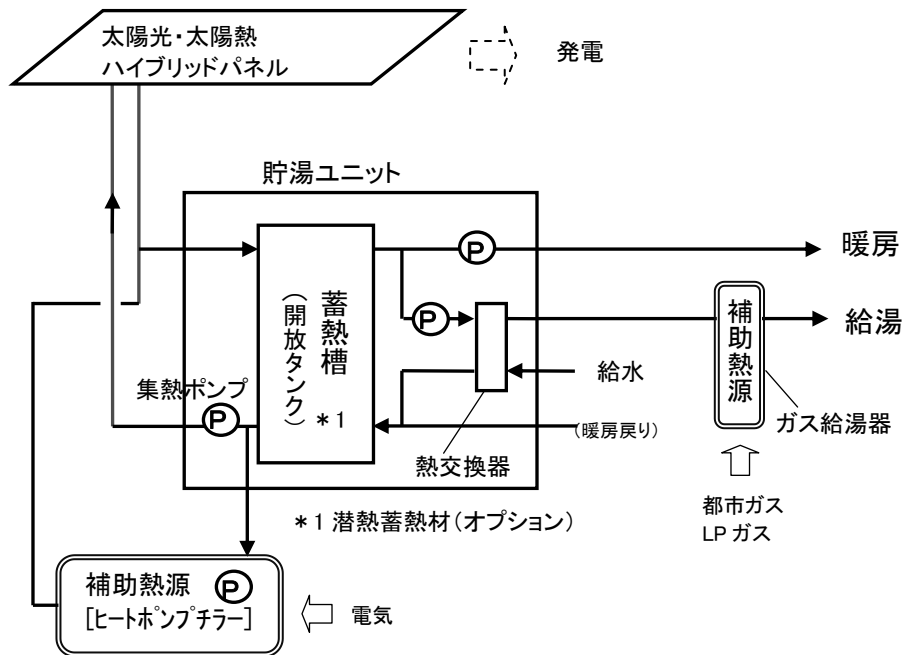 太陽光・太陽熱
ハイブリッドパネル
発電
貯湯ユニット
P
暖房
蓄熱槽
（開放タンク）
*1
P
補助熱源
給湯
集熱ポンプ
P
給水
ガス給湯器
(暖房戻り)
熱交換器
都市ガス
LP ガス
*1 潜熱蓄熱材（オプション）
補助熱源
P
[ヒートポンプチラー]
電気